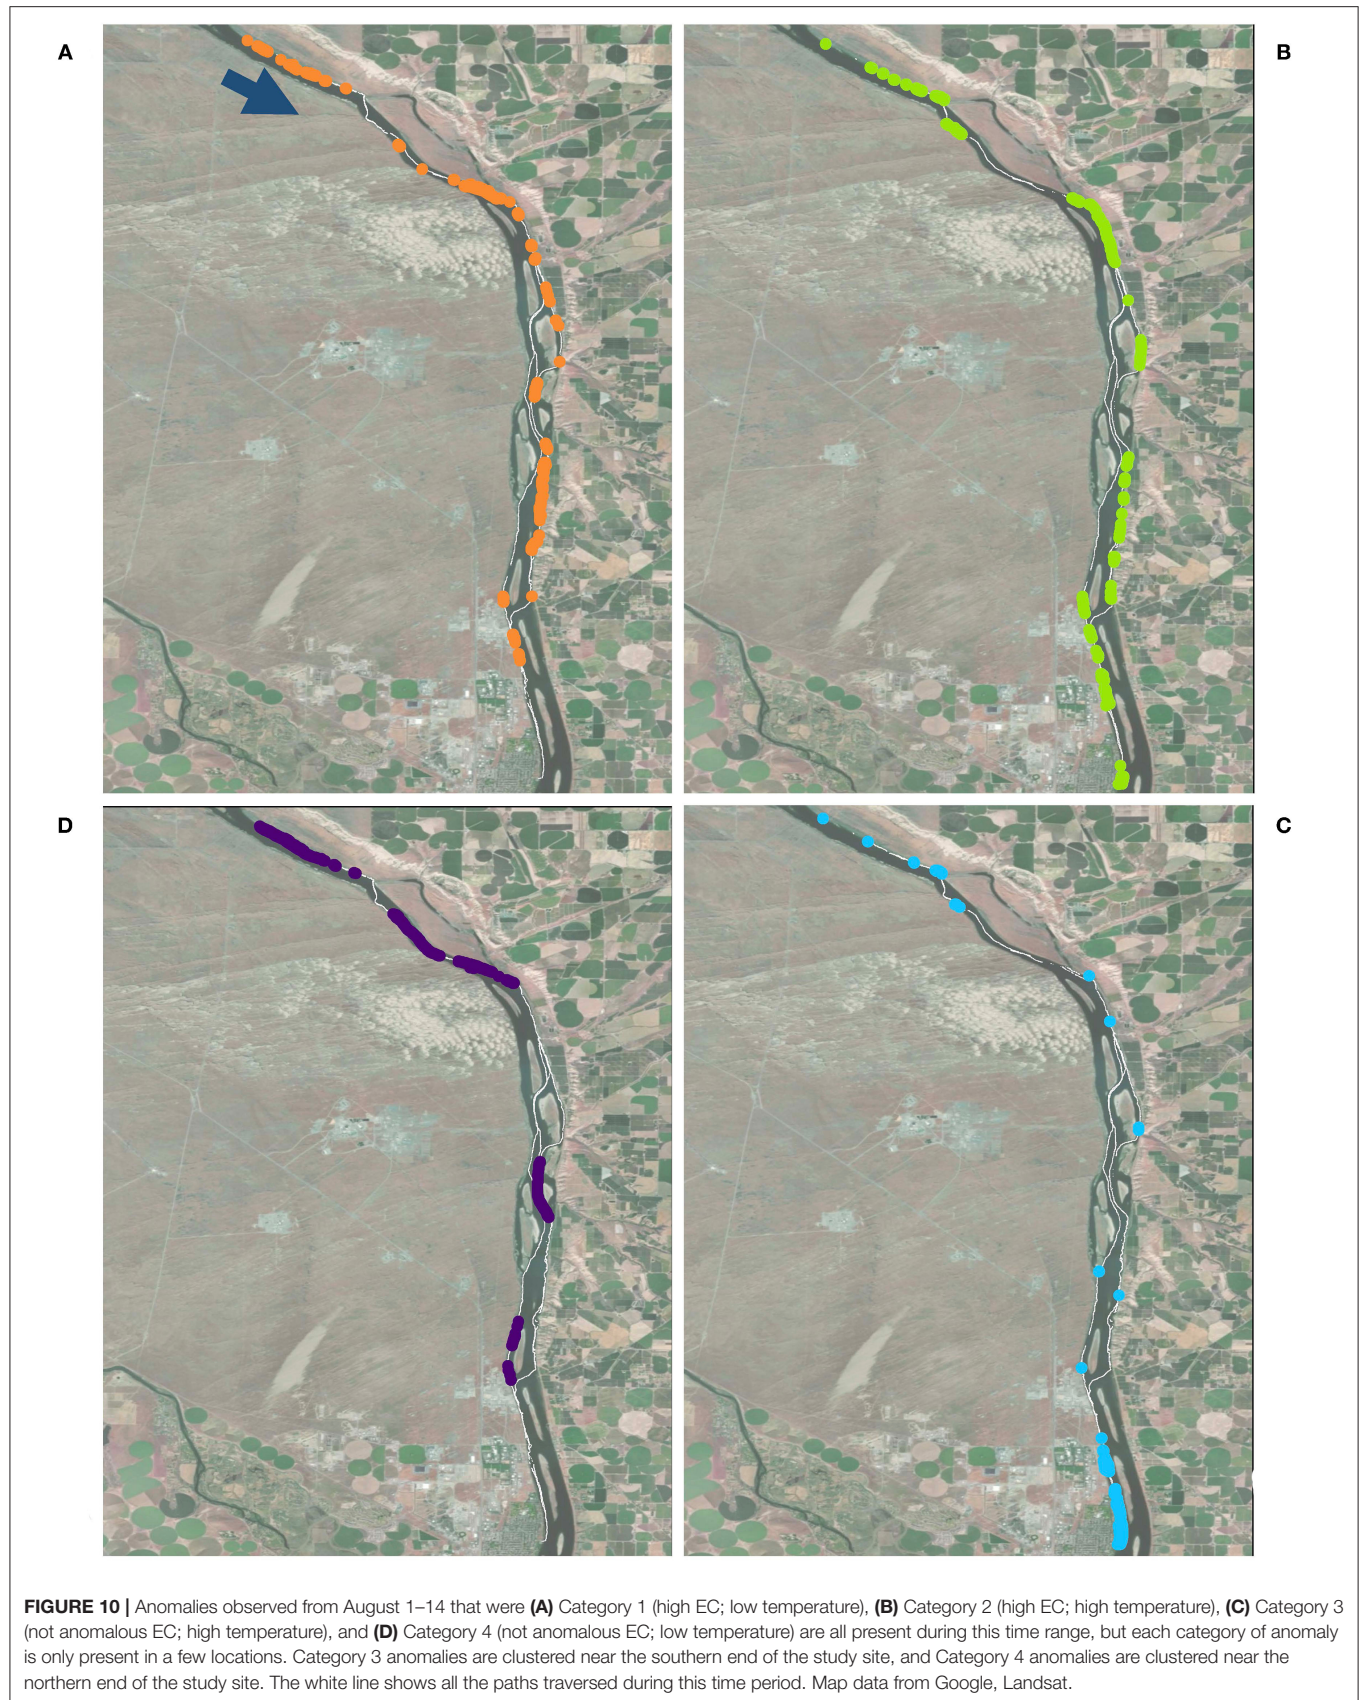 A
B
D
C
FIGURE 10 | Anomalies observed from August 1–14 that were (A) Category 1 (high EC; low temperature), (B) Category 2 (high EC; high temperature), (C) Category 3
(not anomalous EC; high temperature), and (D) Category 4 (not anomalous EC; low temperature) are all present during this time range, but each category of anomaly
is only present in a few locations. Category 3 anomalies are clustered near the southern end of the study site, and Category 4 anomalies are clustered near the
northern end of the study site. The white line shows all the paths traversed during this time period. Map data from Google, Landsat.